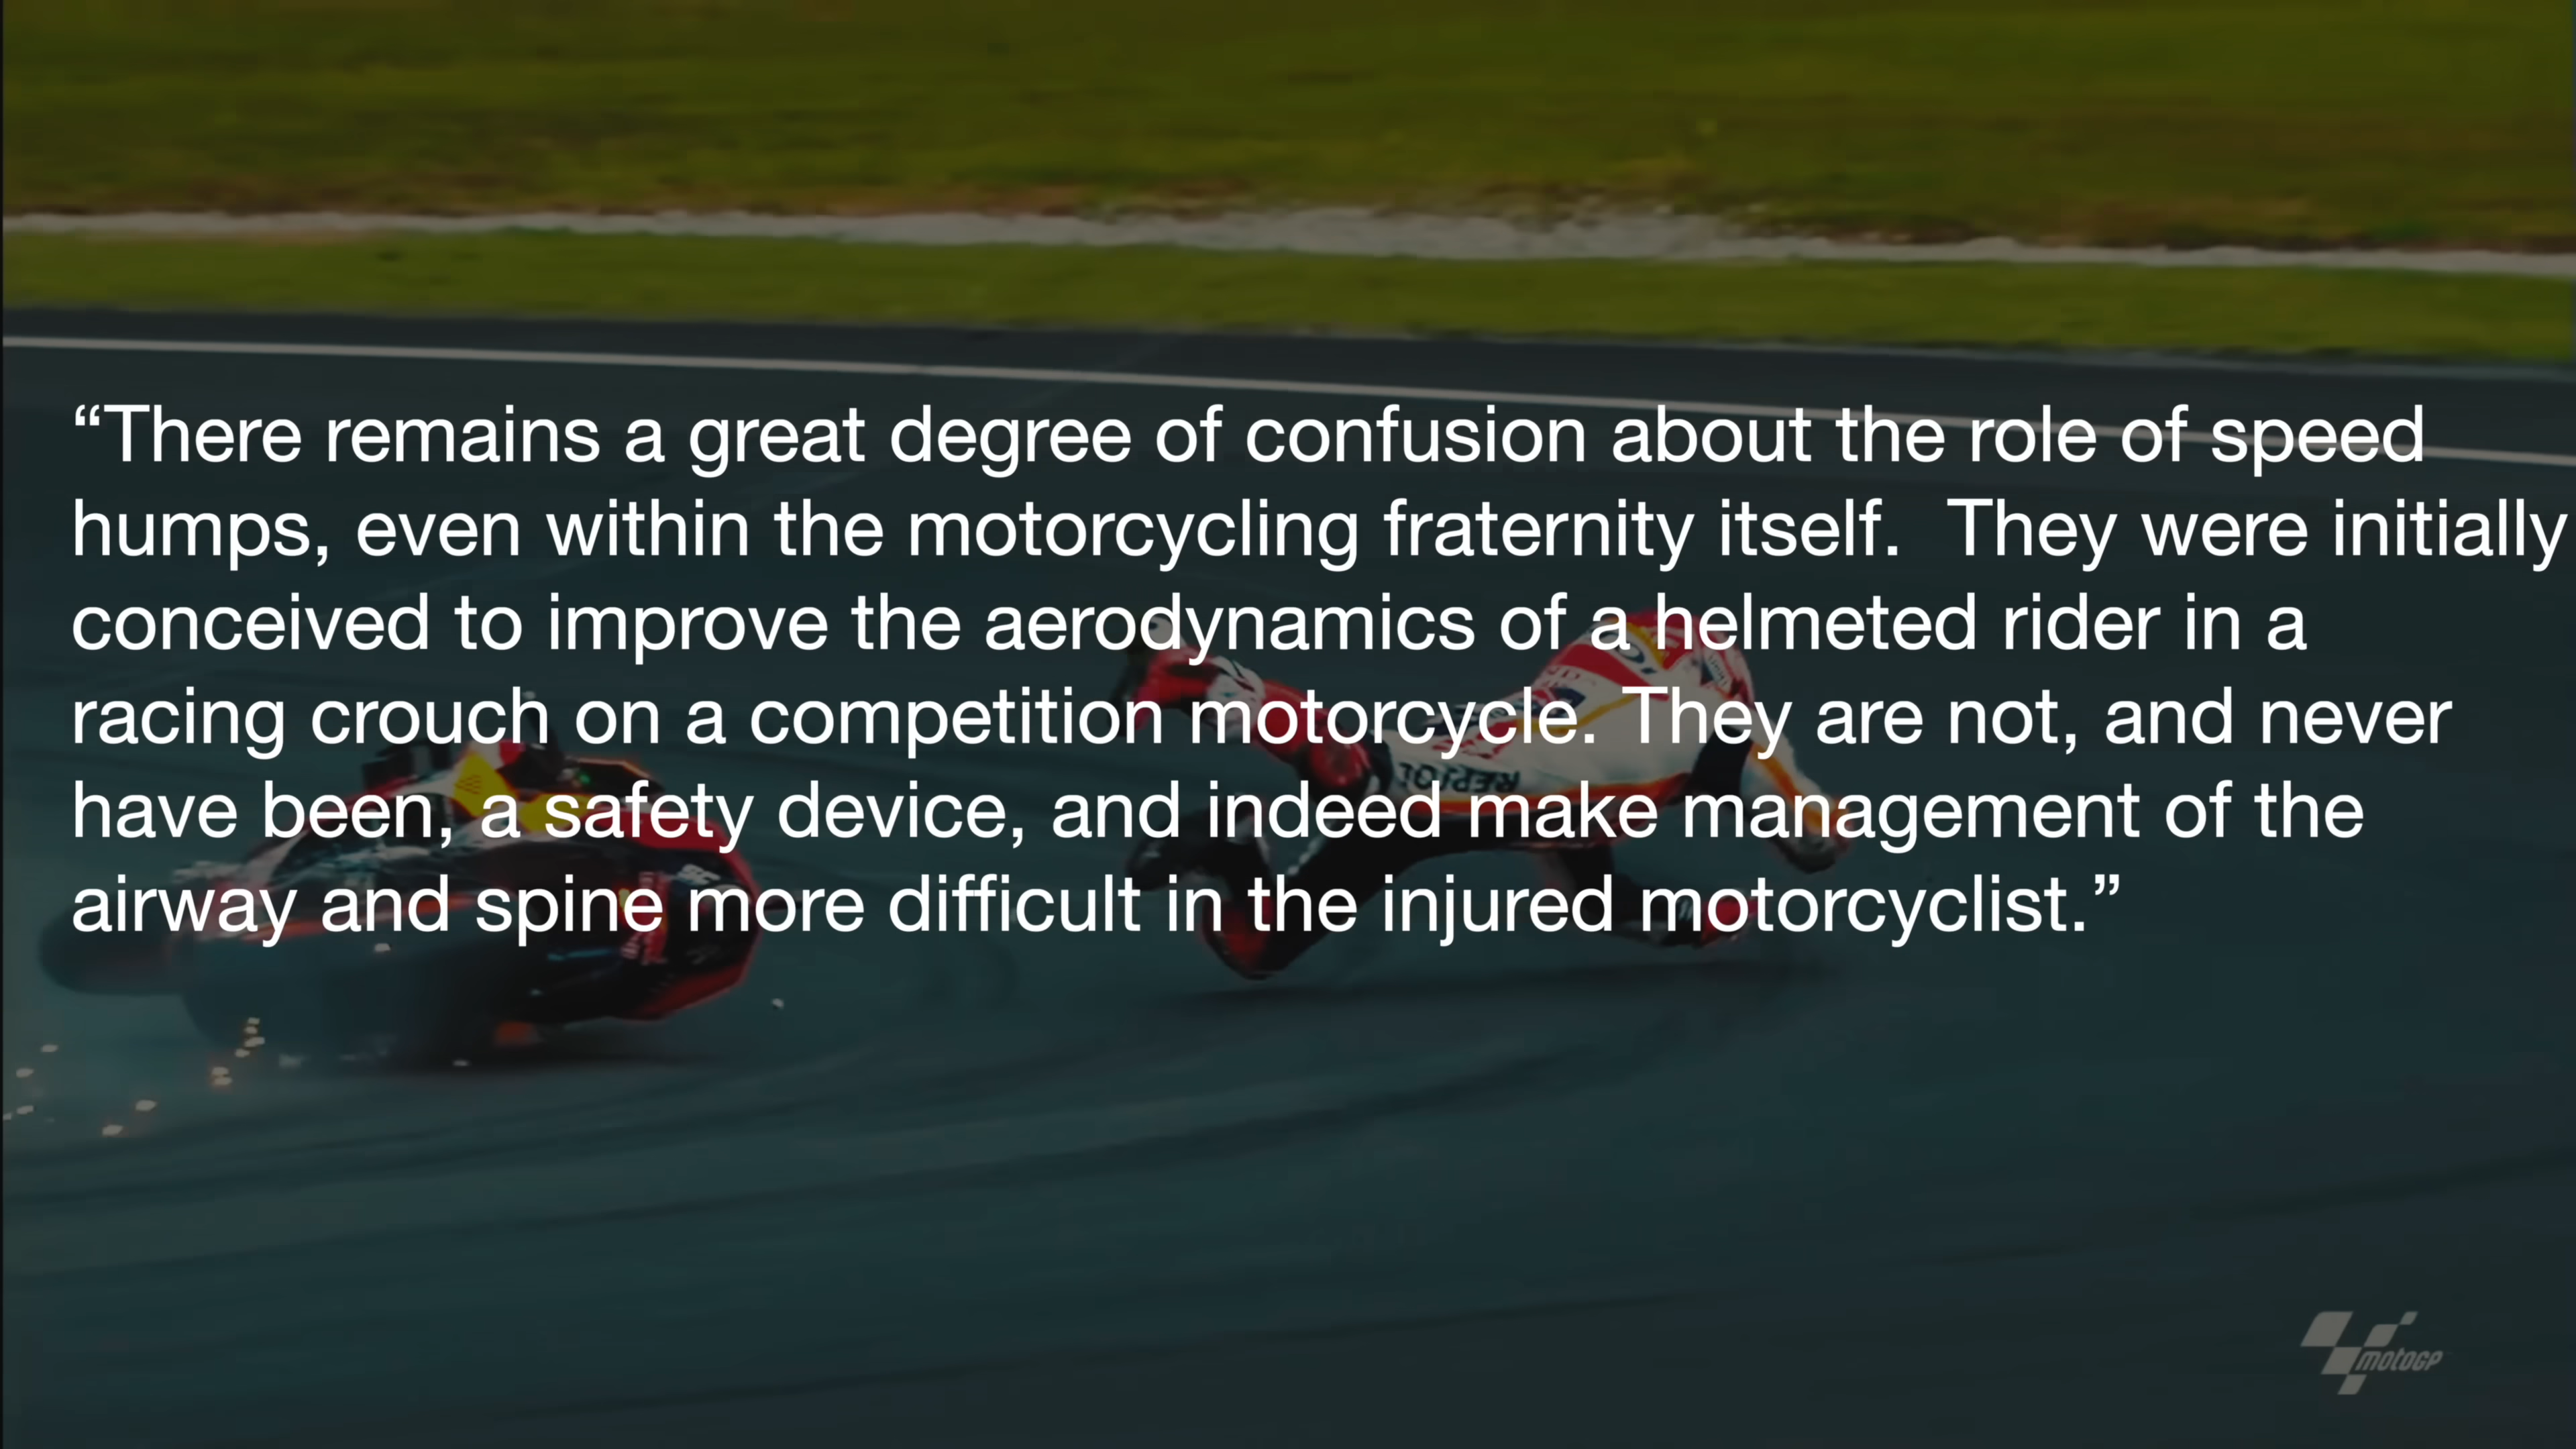 “There remains a great degree of confusion about the role of speed
humps, even within the motorcycling fraternity itself.  They were initially
conceived to improve the aerodynamics of a helmeted rider in a
racing crouch on a competition motorcycle. They are not, and never
have been, a safety device, and indeed make management of the
airway and spine more difficult in the injured motorcyclist.”
REPSOL
motoGP